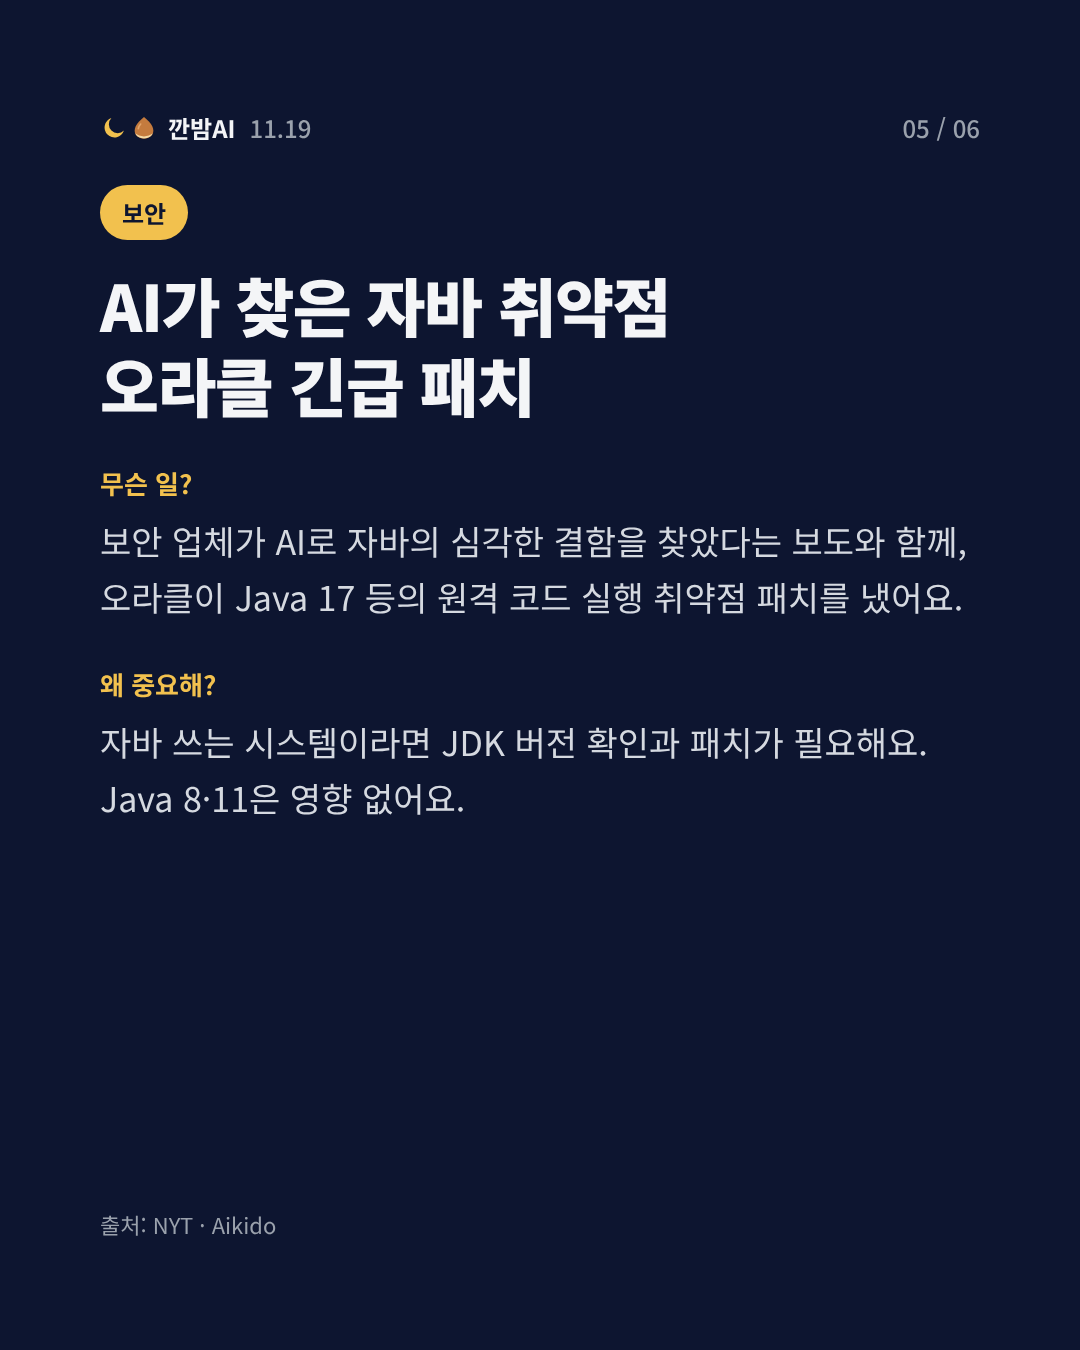 깐밤AI 11.19
05 / 06
보안
AI가 찾은 자바 취약점
오라클 긴급 패치
무슨 일?
보안 업체가 AI로 자바의 심각한 결함을 찾았다는 보도와 함께,
오라클이 Java 17 등의 원격 코드 실행 취약점 패치를 냈어요.
왜 중요해?
자바 쓰는 시스템이라면 JDK 버전 확인과 패치가 필요해요.
Java 8·11은 영향 없어요.
출처: NYT · Aikido